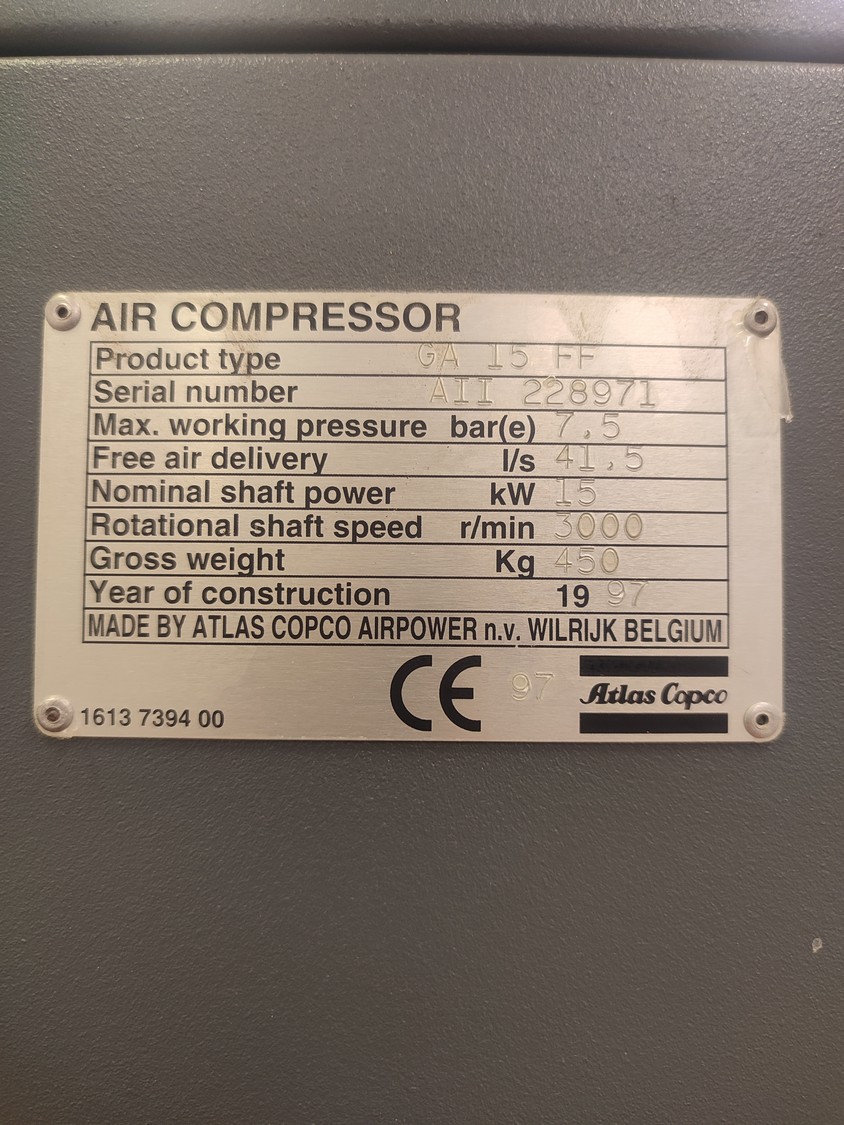 AIR COMPRESSOR
Product type GA 15 FF
Serial number AII 228971
Max. working pressure bar(e) 7.5
Free air delivery l/s 41.5
Nominal shaft power kW 15
Rotational shaft speed r/min 3000
Gross weight Kg 450
Year of construction 19 97
MADE BY ATLAS COPCO AIRPOWER n.v. WILRIJK BELGIUM
1613 7394 00 CE 97 Atlas Copco